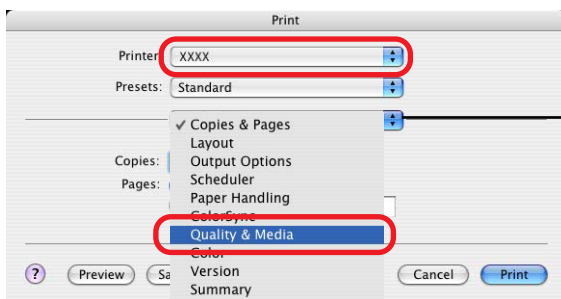 Print
Printer: XXXX
Presets: Standard
✓ Copies & Pages
Layout
Copies: Output Options
Pages: Scheduler
Paper Handling
ColorSync
Quality & Media
Color
? Preview Sa Version Cancel Print
Summary